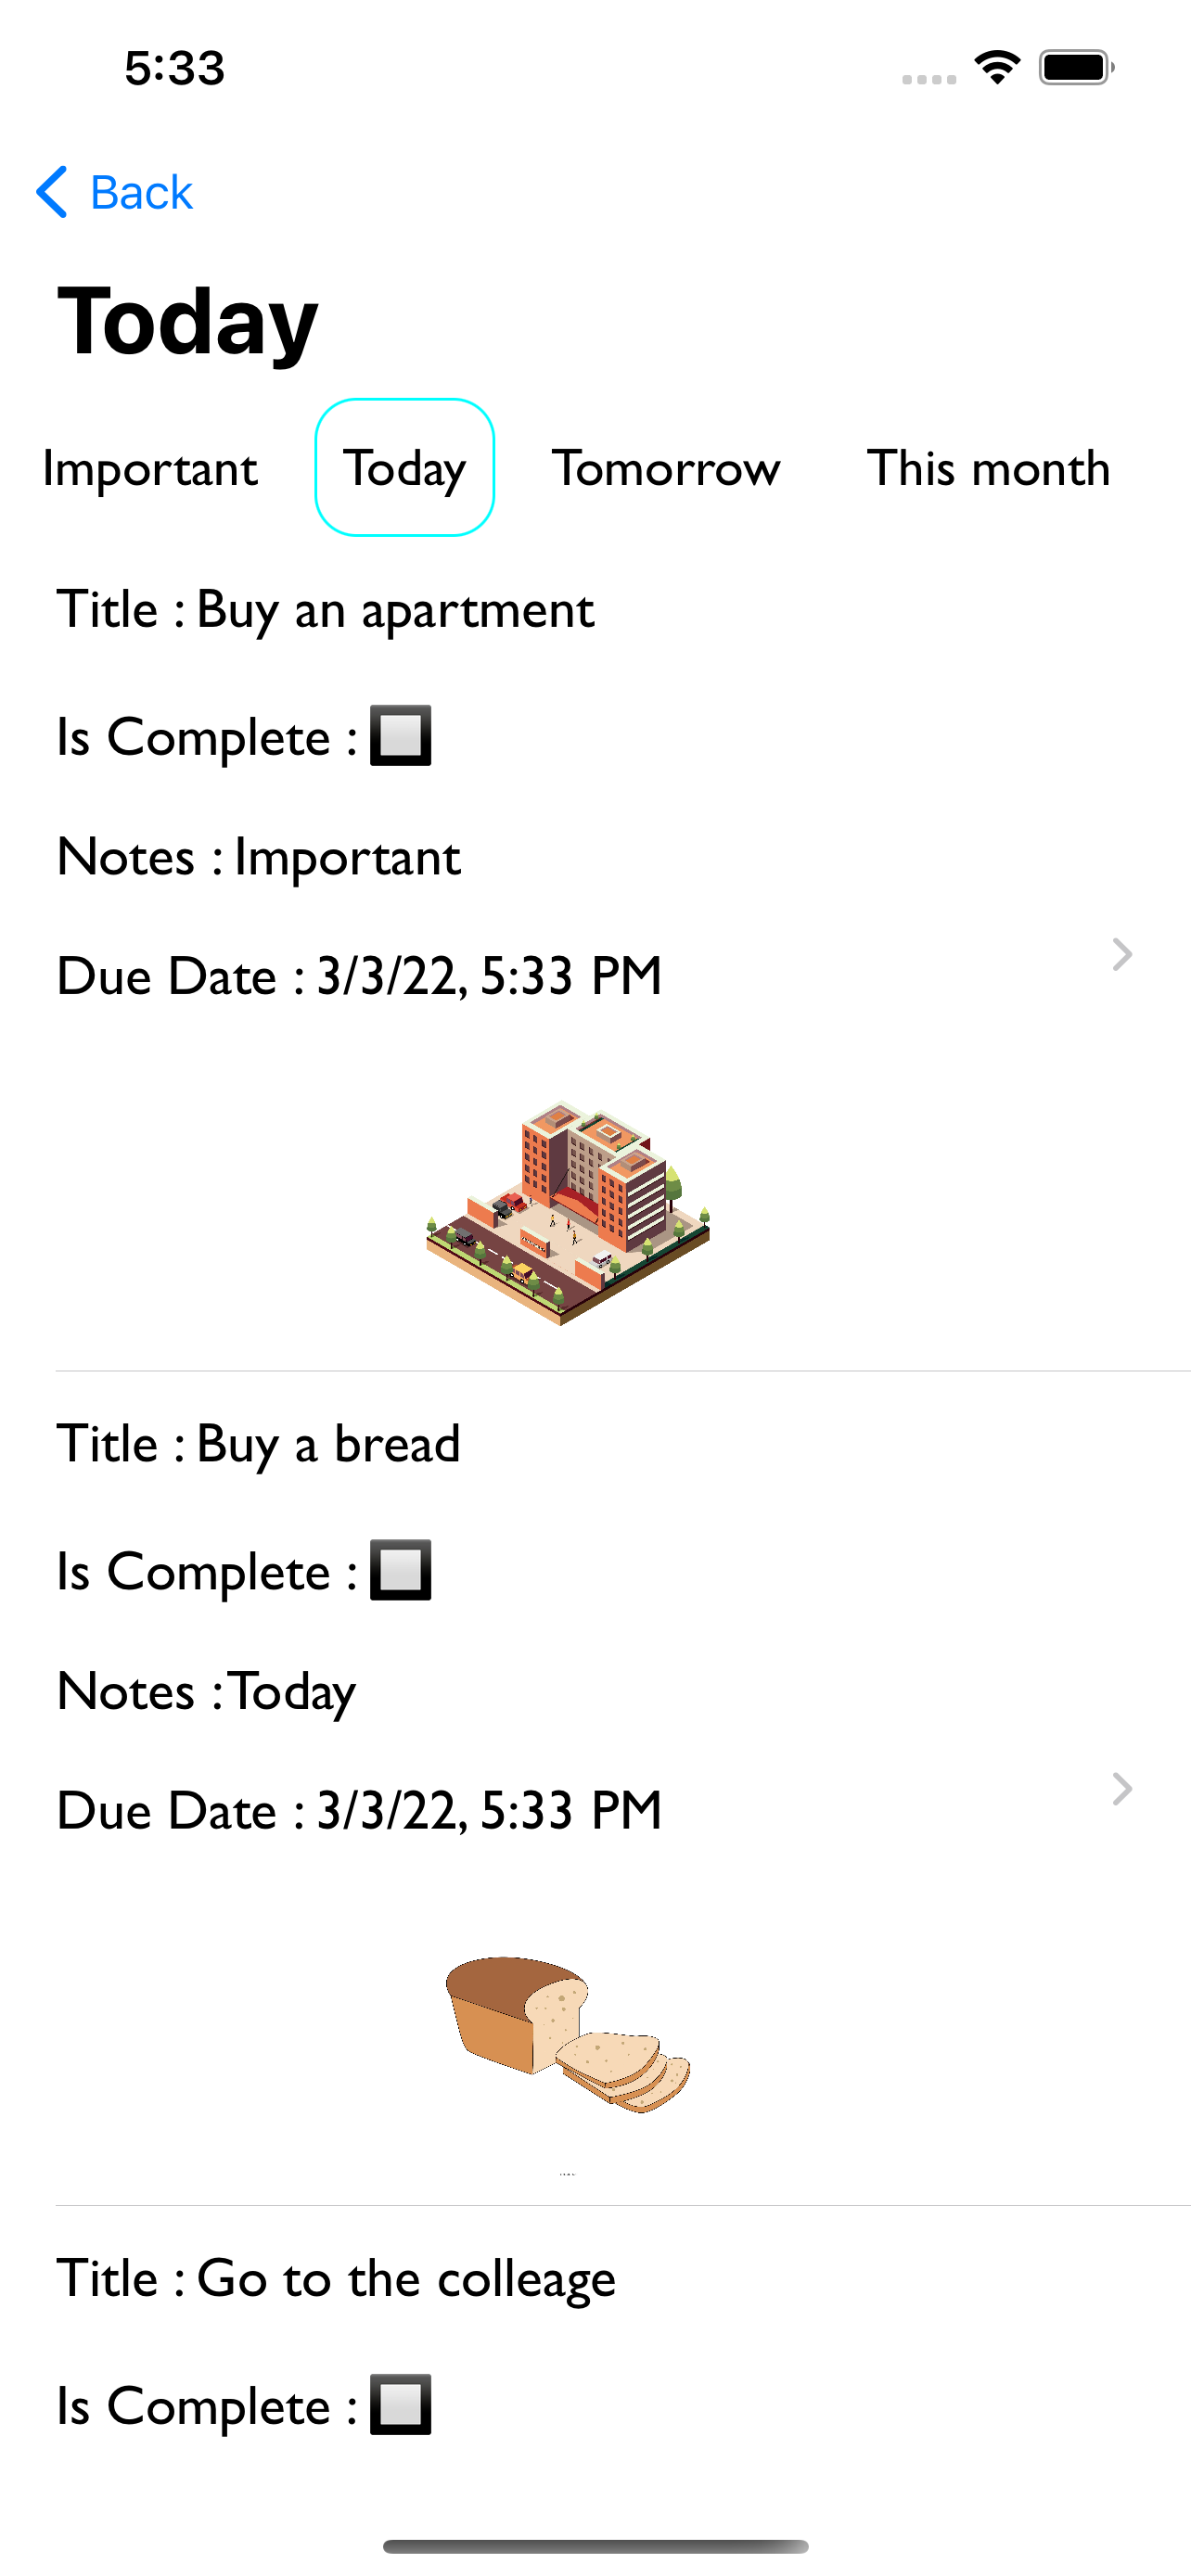 5:33
Back
Today
Important Today Tomorrow This month
Title : Buy an apartment
Is Complete :
Notes : Important
Due Date : 3/3/22, 5:33 PM
Title : Buy a bread
Is Complete :
Notes : Today
Due Date : 3/3/22, 5:33 PM
Title : Go to the colleage
Is Complete :